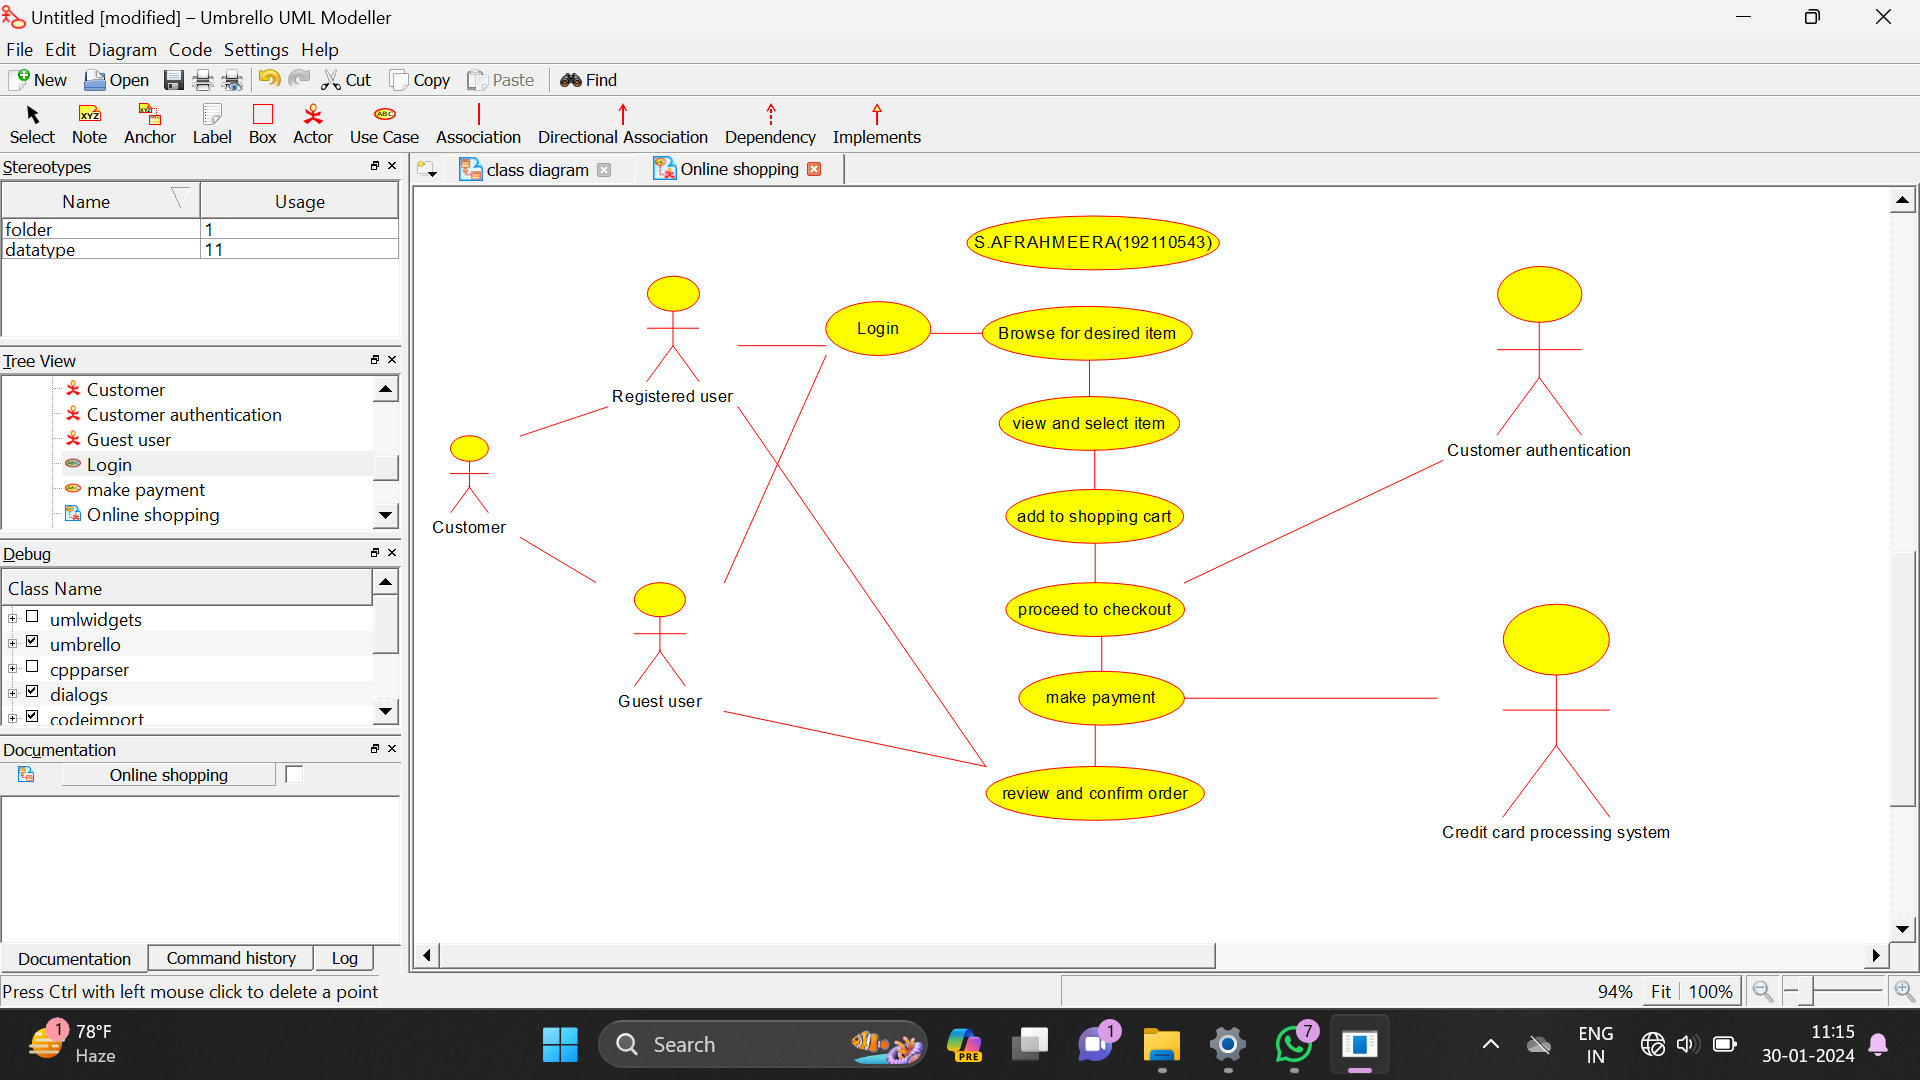 Untitled [modified] – Umbrello UML Modeller
File Edit Diagram Code Settings Help
New Open Cut Copy Paste Find
Select Note Anchor Label Box Actor Use Case Association Directional Association Dependency Implements
Stereotypes
Name Usage
folder 1
datatype 11
Tree View
Customer
Customer authentication
Guest user
Login
make payment
Online shopping
Debug
Class Name
umlwidgets
umbrello
cppparser
dialogs
codeimport
Documentation
Online shopping
Documentation Command history Log
Press Ctrl with left mouse click to delete a point
class diagram Online shopping
S.AFRAHMEERA(192110543)
Login
Browse for desired item
Registered user
view and select item
Customer authentication
add to shopping cart
Customer
proceed to checkout
Guest user
make payment
review and confirm order
Credit card processing system
94% Fit 100%
1
78°F
Haze
Search
PRE
1
7
ENG
IN
11:15
30-01-2024